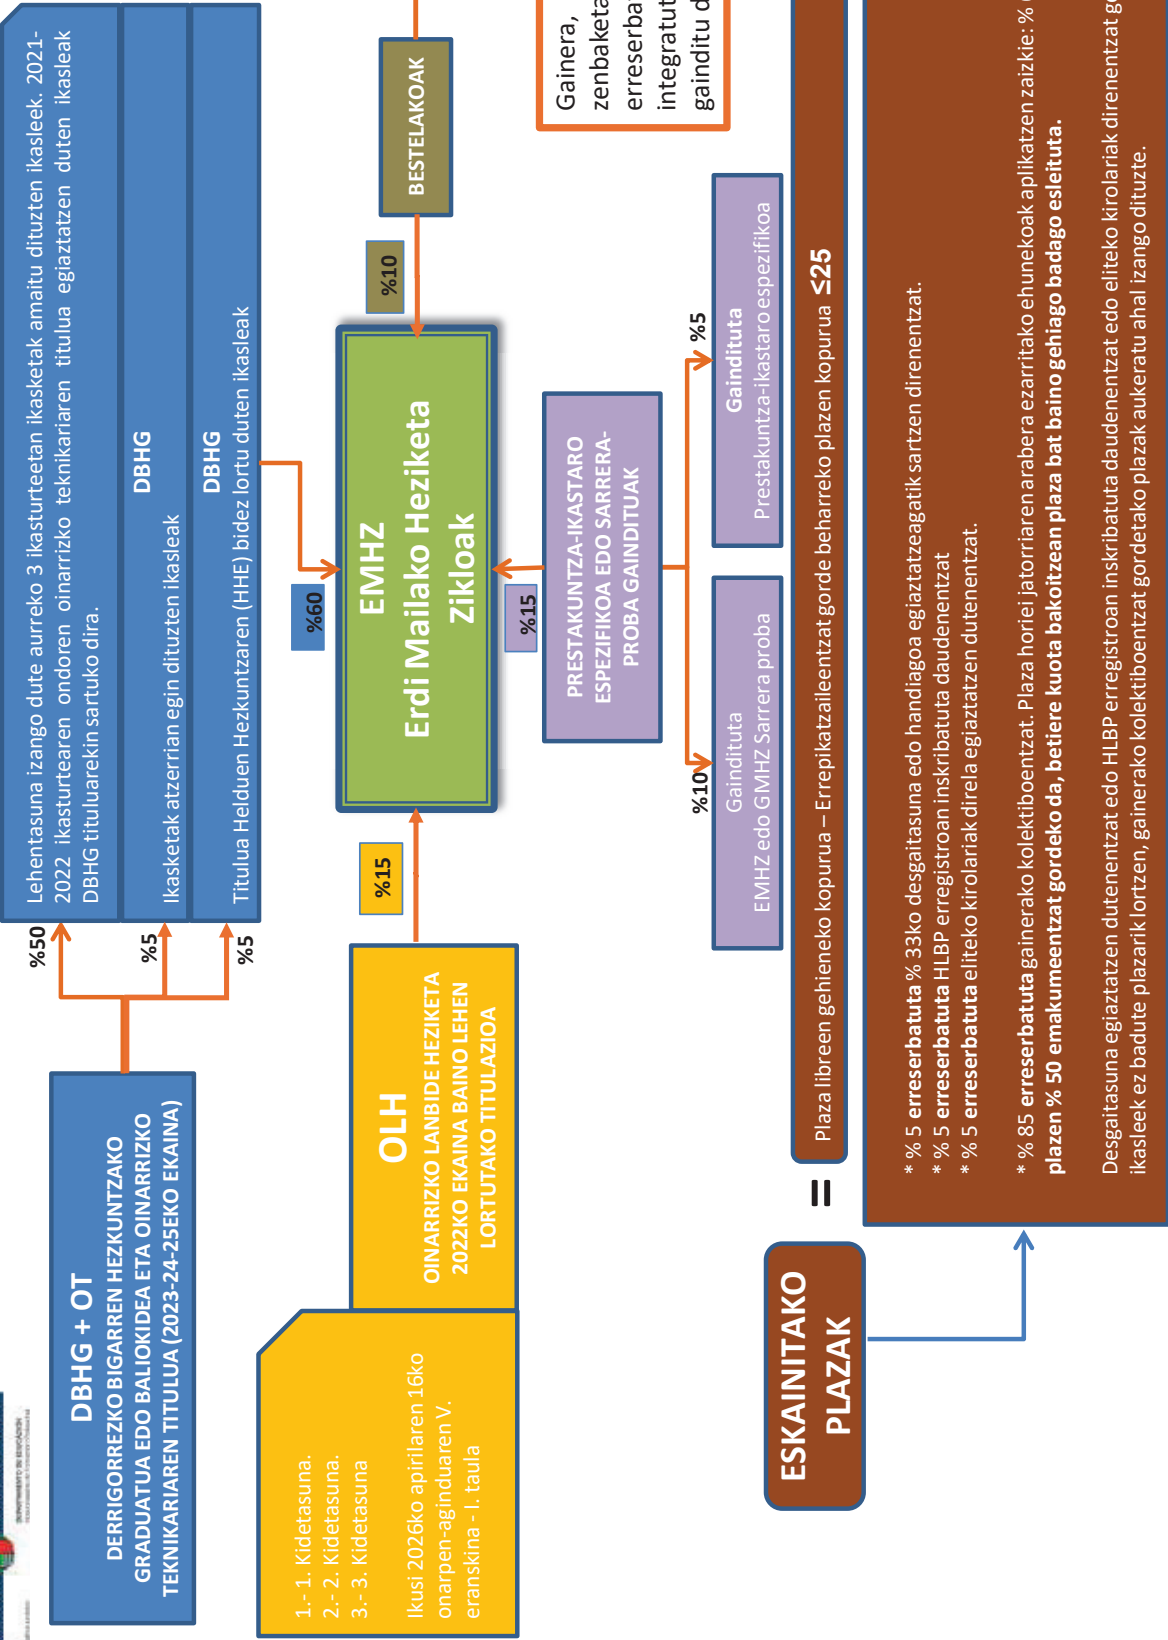 DEPARTAMENTO DE EDUCACIÓN
DBHG + OT
DERRIGORREZKO BIGARREN HEZKUNTZAKO
GRADUATUA EDO BALIOKIDEA ETA OINARRIZKO
TEKNIKARIAREN TITULUA (2023-24-25EKO EKAINA)
%50
%5
%5
Lehentasuna izango dute aurreko 3 ikasturteetan ikasketak amaitu dituzten ikasleek. 2021-
2022 ikasturtearen ondoren oinarrizko teknikariaren titulua egiaztatzen duten ikasleak
DBHG tituluarekin sartuko dira.
DBHG
Ikasketak atzerrian egin dituzten ikasleak
DBHG
Titulua Helduen Hezkuntzaren (HHE) bidez lortu duten ikasleak
%60
1.- 1. Kidetasuna.
2.- 2. Kidetasuna.
3.- 3. Kidetasuna
Ikusi 2026ko apirilaren 16ko
onarpen-aginduaren V.
eranskina - I. taula
OLH
OINARRIZKO LANBIDE HEZIKETA
2022KO EKAINA BAINO LEHEN
LORTUTAKO TITULAZIOA
%15
EMHZ
Erdi Mailako Heziketa
Zikloak
%10
BESTELAKOAK
%15
PRESTAKUNTZA-IKASTARO
ESPEZIFIKOA EDO SARRERA-
PROBA GAINDITUAK
%10
%5
Gaindituta
EMHZ edo GMHZ Sarrera proba
Gaindituta
Prestakuntza-ikastaro espezifikoa
Gainera,
ESKAINITAKO
PLAZAK
=
Plaza libreen gehieneko kopurua – Errepikatzaileentzat gorde beharreko plazen kopurua ≤25
* % 5 erreserbatuta % 33ko desgaitasuna edo handiagoa egiaztatzeagatik sartzen direnentzat.
* % 5 erreserbatuta HLBP erregistroan inskribatuta daudenentzat
* % 5 erreserbatuta eliteko kirolariak direla egiaztatzen dutenentzat.
* % 85 erreserbatuta gainerako kolektiboentzat. Plaza horiei jatorriaren arabera ezarritako ehunekoak aplikatzen zaizkie: %
plazen % 50 emakumeentzat gordeko da, betiere kuota bakoitzean plaza bat baino gehiago badago esleituta.
Desgaitasuna egiaztatzen dutenentzat edo HLBP erregistroan inskribatuta daudenentzat edo eliteko kirolariak direnentzat
ikasleek ez badute plazarik lortzen, gainerako kolektiboentzat gordetako plazak aukeratu ahal izango dituzte.